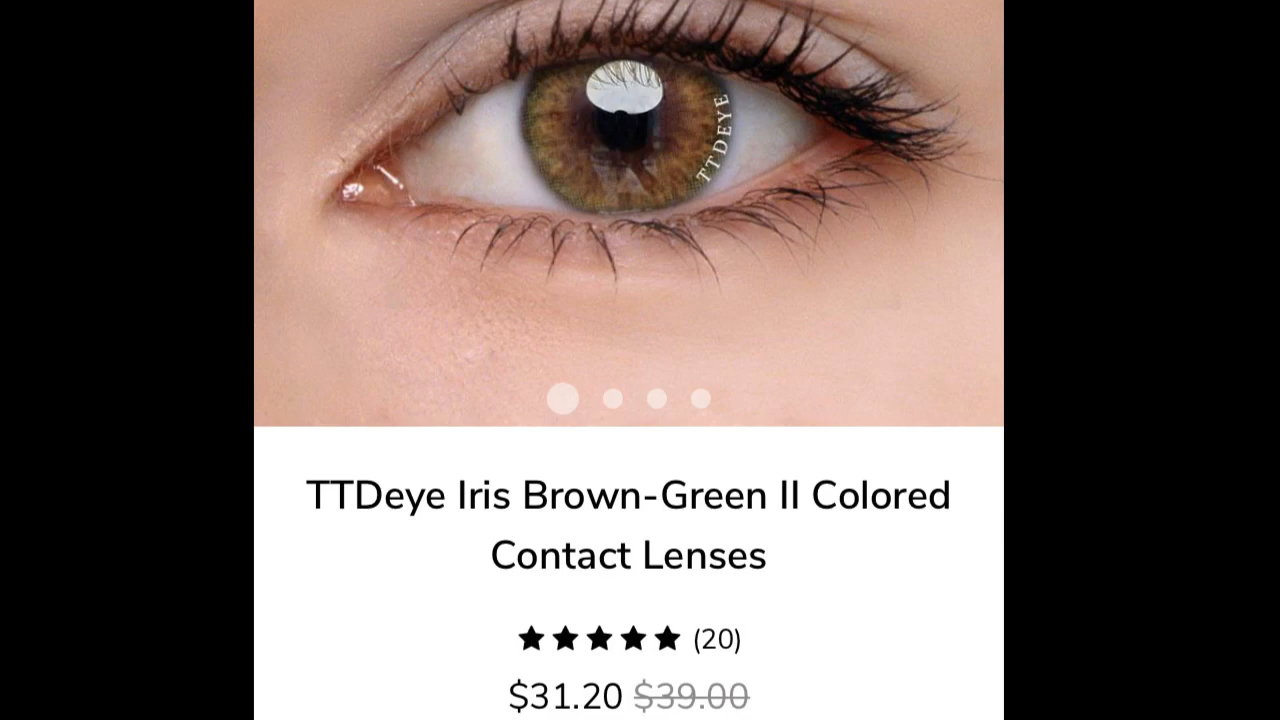 TTDEYE
TTDeye Iris Brown-Green II Colored
Contact Lenses
(20)
$31.20 $39.00